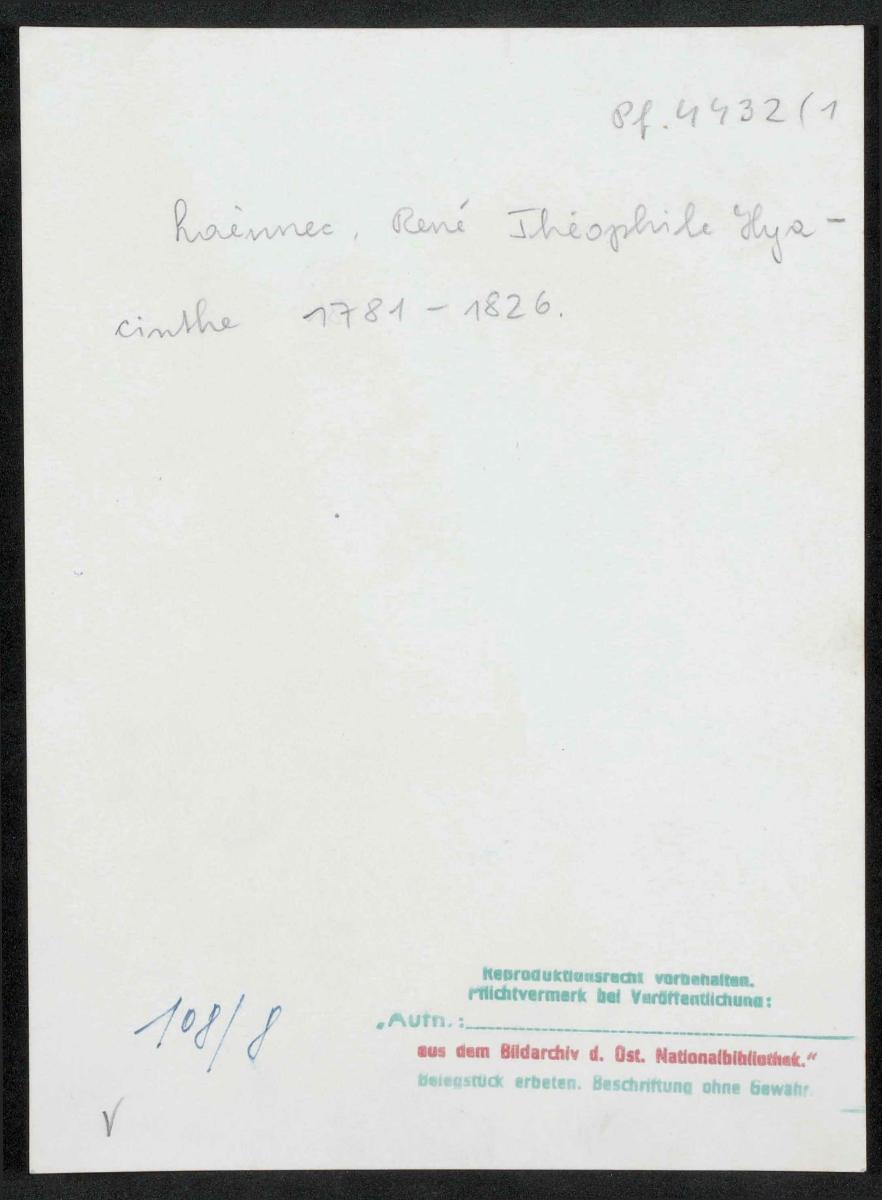 Pf. 4432(1
Laënnec, René Théophile Hya-
cinthe 1781 - 1826.
Reproduktionsrecht vorbehalten.
Pflichtvermerk bei Veröffentlichung:
„Aufn.:
aus dem Bildarchiv d. Öst. Nationalbibliothek."
Belegstück erbeten. Beschriftung ohne Gewähr.
108/8
V